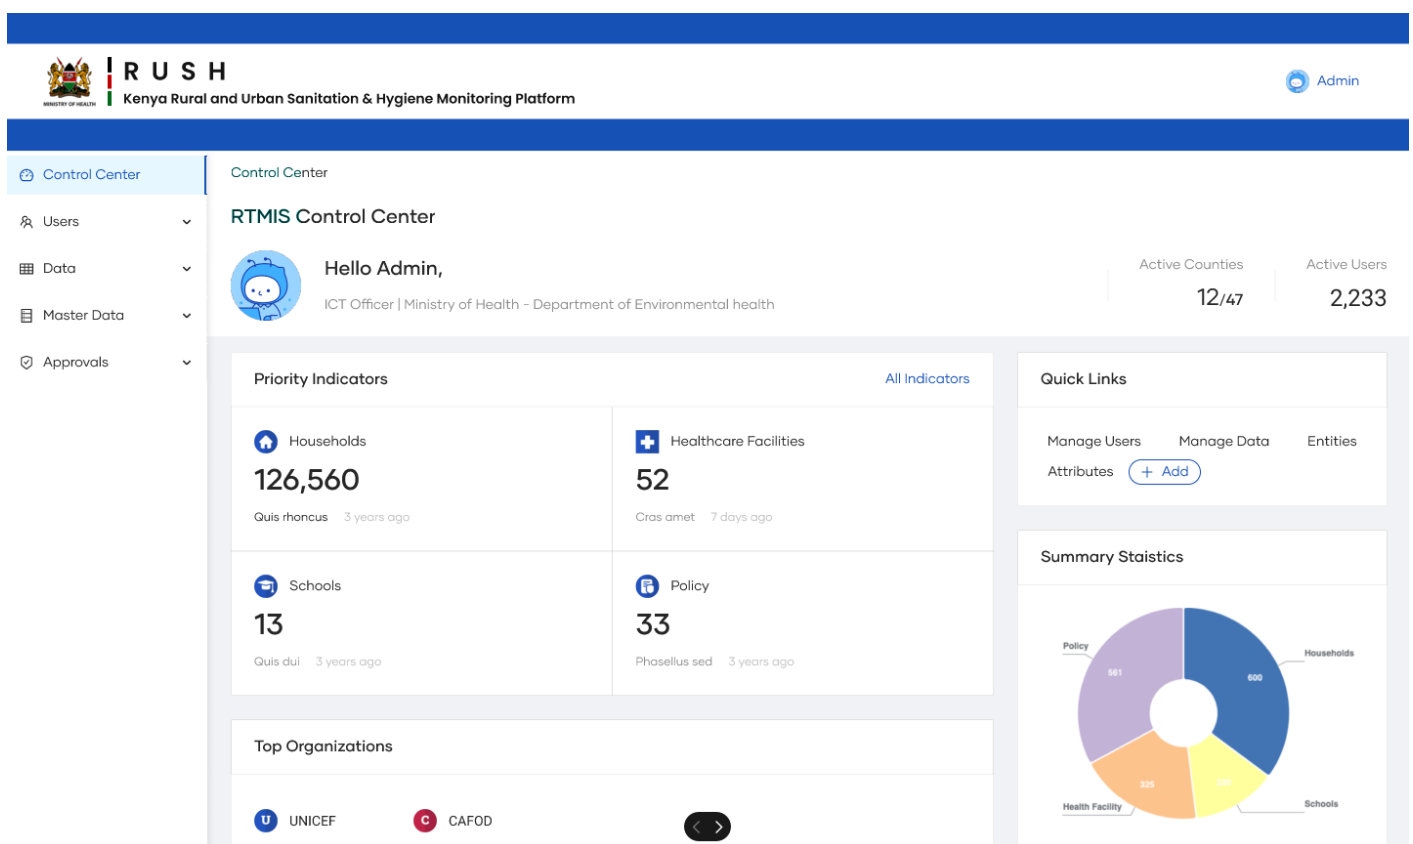 MINISTRY OF HEALTH
R U S H
Kenya Rural and Urban Sanitation & Hygiene Monitoring Platform
Admin
Control Center
Users
Data
Master Data
Approvals
Control Center
RTMIS Control Center
Hello Admin,
ICT Officer | Ministry of Health - Department of Environmental health
Active Counties
12/47
Active Users
2,233
Priority Indicators
All Indicators
Households
126,560
Quis rhoncus 3 years ago
Healthcare Facilities
52
Cras amet 7 days ago
Schools
13
Quis dui 3 years ago
Policy
33
Phasellus sed 3 years ago
Top Organizations
U UNICEF
C CAFOD
Quick Links
Manage Users Manage Data Entities
Attributes + Add
Summary Staistics
Policy
561
Households
600
325
Health Facility
Schools